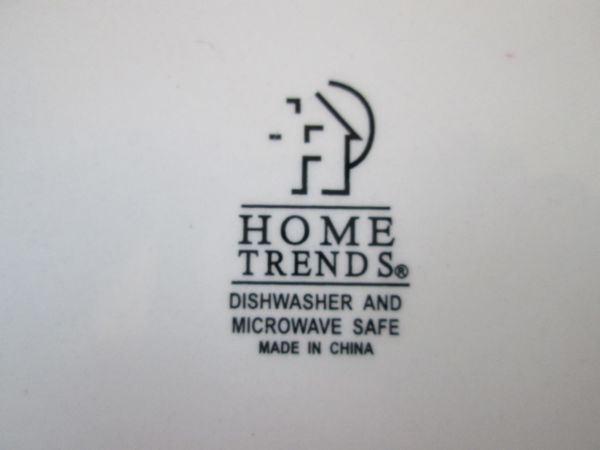 HOME
TRENDS®
DISHWASHER AND
MICROWAVE SAFE
MADE IN CHINA